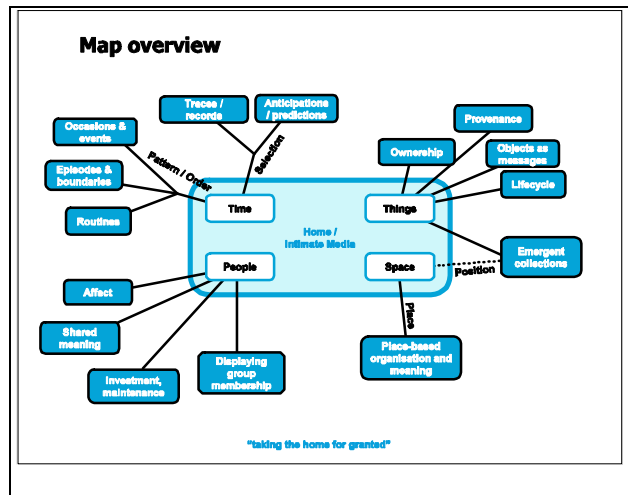 Map overview
Traces /
records
Anticipations
/ predictions
Provenance
Occasions &
events
Pattern / Order
Selection
Ownership
Objects as
messages
Episodes &
boundaries
Lifecycle
Routines
Time
Things
Home /
Intimate Media
People
Space
Position
Emergent
collections
Affect
Place
Shared
meaning
Investment,
maintenance
Displaying
group
membership
Place-based
organisation and
meaning
"taking the home for granted"